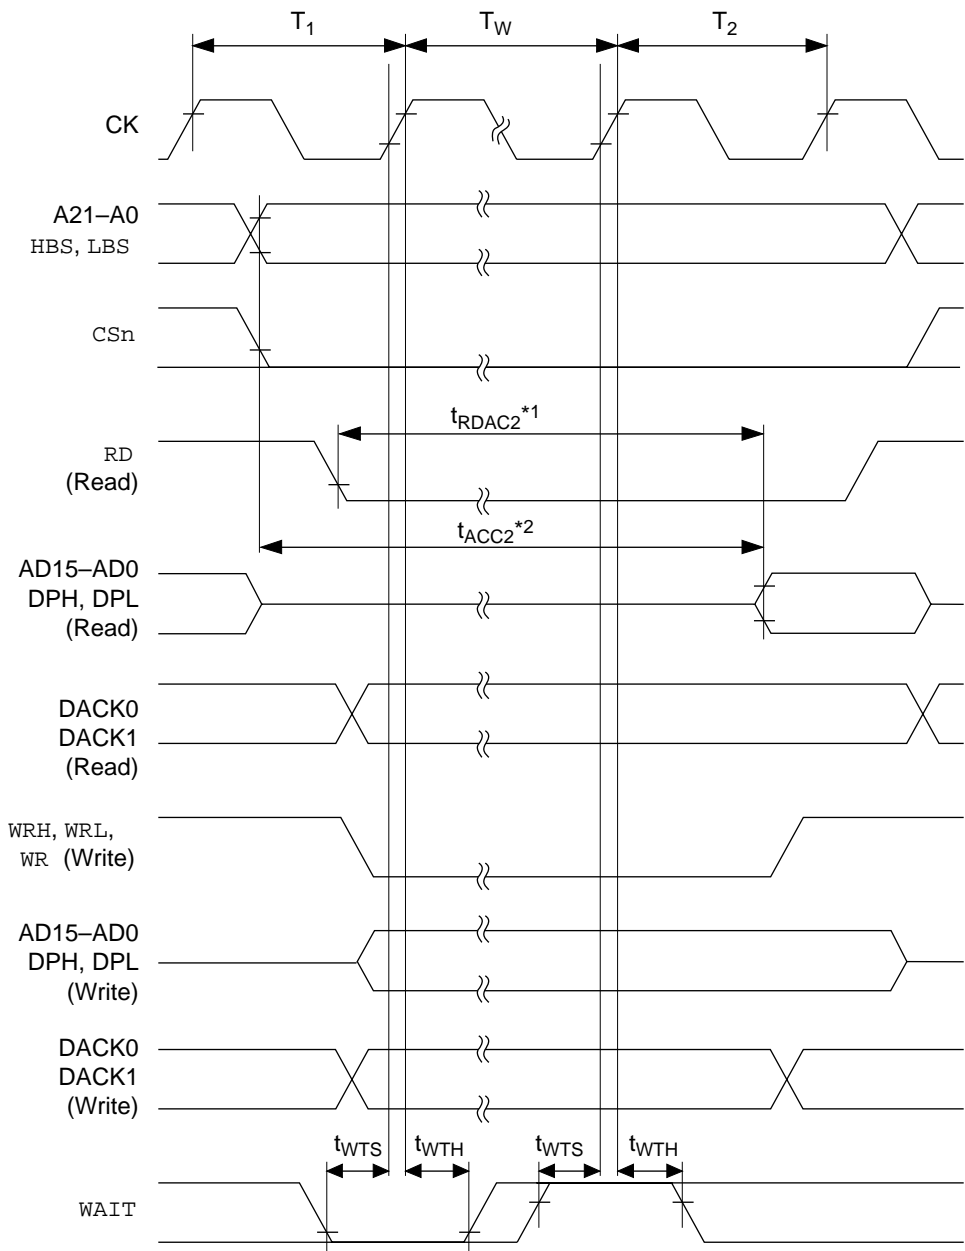 T1 TW T2
CK
A21–A0
HBS, LBS
CSn
tRDAC2*1
RD
(Read)
tACC2*2
AD15–AD0
DPH, DPL
(Read)
DACK0
DACK1
(Read)
WRH, WRL,
WR (Write)
AD15–AD0
DPH, DPL
(Write)
DACK0
DACK1
(Write)
tWTS tWTH tWTS tWTH
WAIT